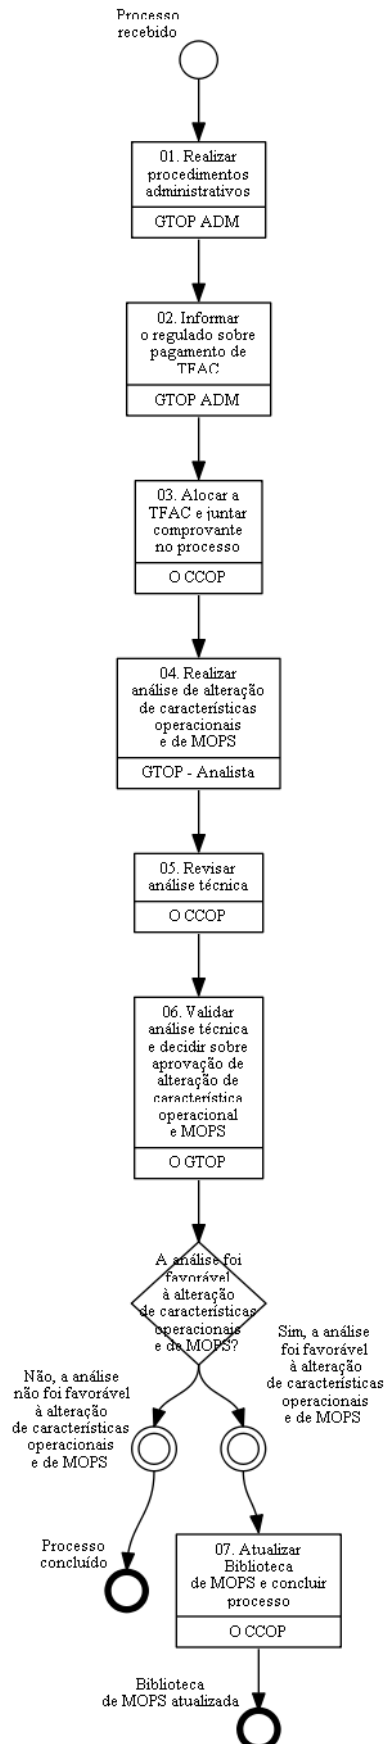 Processo
recebido
01. Realizar
procedimentos
administrativos
GTOP ADM
02. Informar
o regulado sobre
pagamento de
TFAC
GTOP ADM
03. Alocar a
TFAC e juntar
comprovante
no processo
O CCOP
04. Realizar
análise de alteração
de características
operacionais
e de MOPS
GTOP - Analista
05. Revisar
análise técnica
O CCOP
06. Validar
análise técnica
e decidir sobre
aprovação de
alteração de
característica
operacional
e MOPS
O GTOP
A análise foi
favorável
à alteração
de características
operacionais
e de MOPS?
Sim, a análise
foi favorável
à alteração
de características
operacionais
e de MOPS
Não, a análise
não foi favorável
à alteração
de características
operacionais
e de MOPS
Processo
concluído
07. Atualizar
Biblioteca
de MOPS e concluir
processo
O CCOP
Biblioteca
de MOPS atualizada